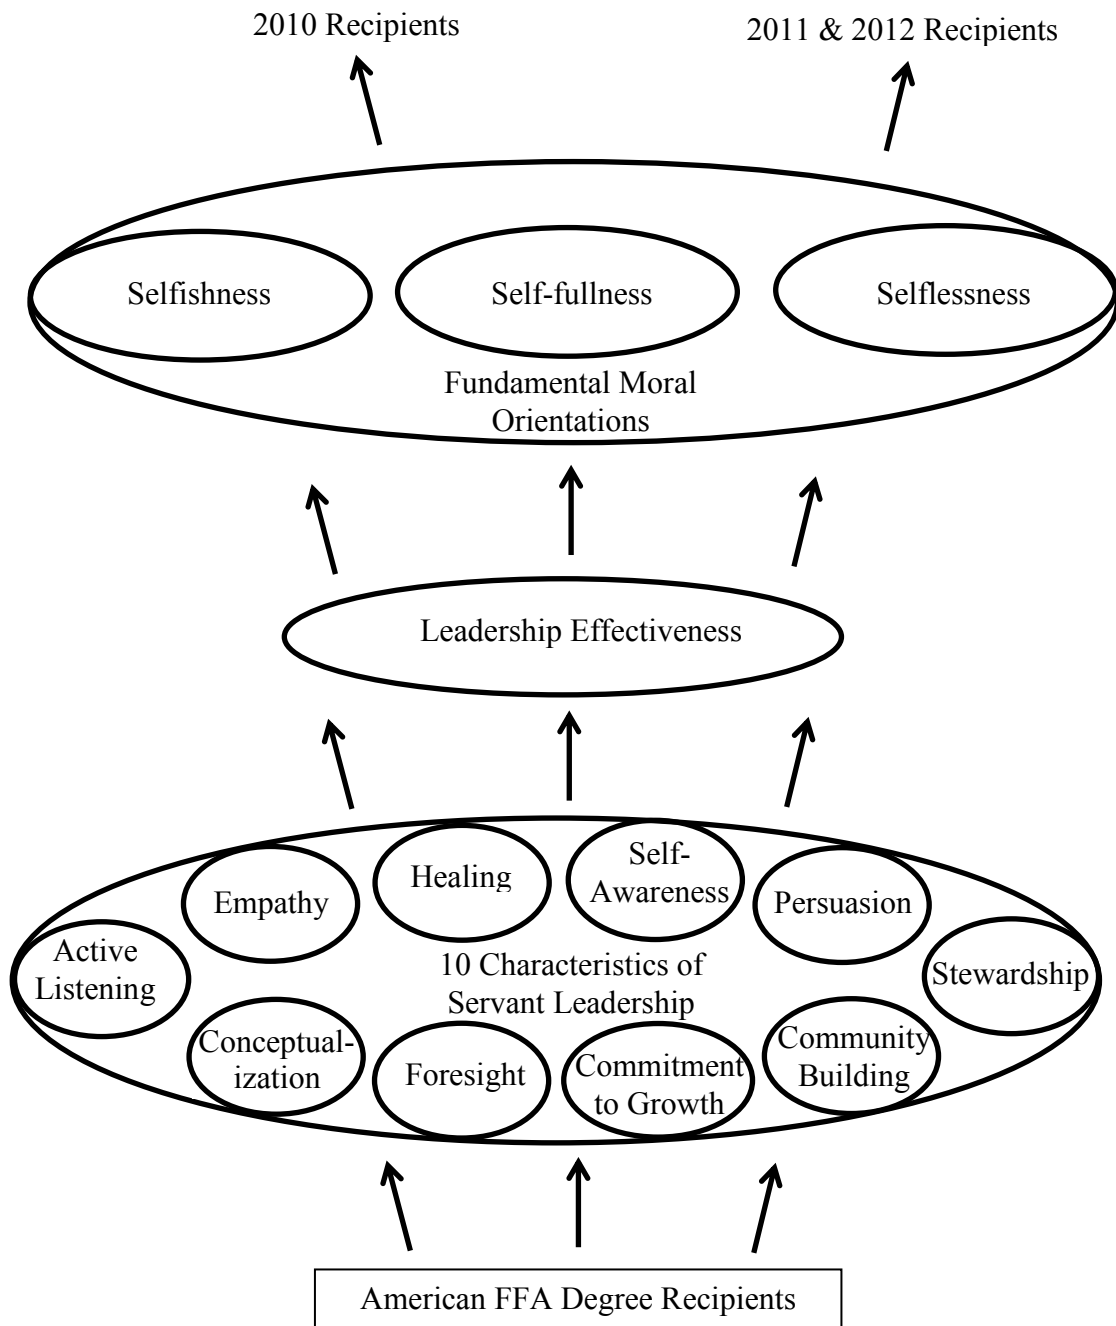 2010 Recipients
2011 & 2012 Recipients
Selfishness
Self-fullness
Selflessness
Fundamental Moral
Orientations
Leadership Effectiveness
Empathy
Healing
Self-
Awareness
Persuasion
Active
Listening
10 Characteristics of
Servant Leadership
Stewardship
Conceptual-
ization
Foresight
Commitment
to Growth
Community
Building
American FFA Degree Recipients